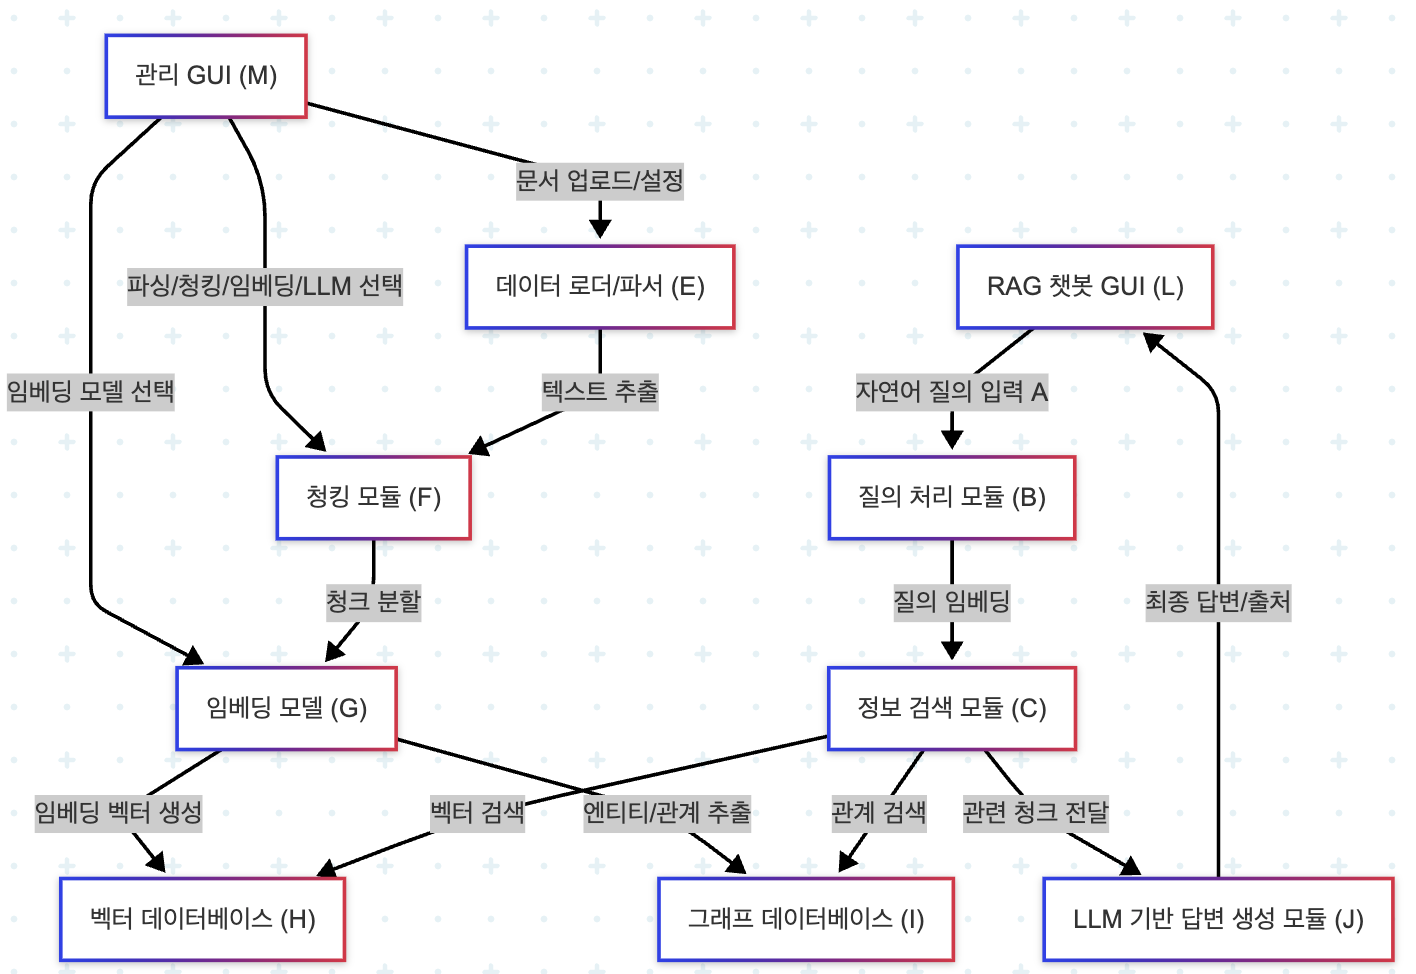 관리 GUI (M)
문서 업로드/설정
데이터 로더/파서 (E)
RAG 챗봇 GUI (L)
파싱/청킹/임베딩/LLM 선택
임베딩 모델 선택
텍스트 추출
자연어 질의 입력 A
청킹 모듈 (F)
질의 처리 모듈 (B)
청크 분할
질의 임베딩
최종 답변/출처
임베딩 모델 (G)
정보 검색 모듈 (C)
임베딩 벡터 생성
벡터 검색
엔티티/관계 추출
관계 검색
관련 청크 전달
벡터 데이터베이스 (H)
그래프 데이터베이스 (I)
LLM 기반 답변 생성 모듈 (J)